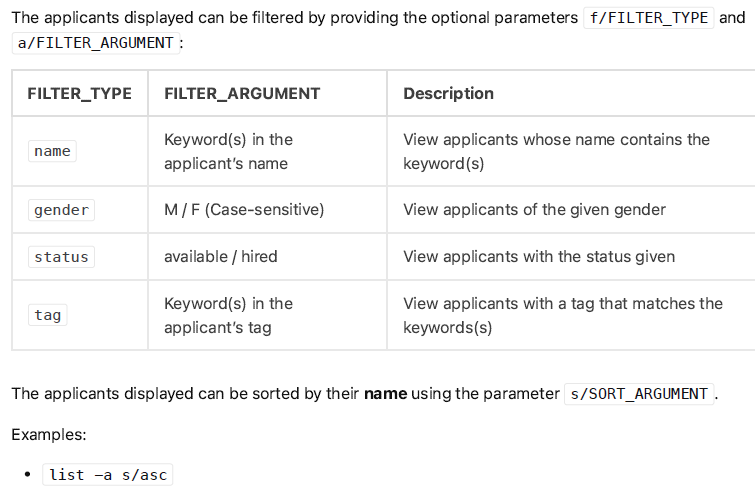 The applicants displayed can be filtered by providing the optional parameters f/FILTER_TYPE and
a/FILTER_ARGUMENT:
FILTER_TYPE FILTER_ARGUMENT Description
name Keyword(s) in the applicant’s name View applicants whose name contains the keyword(s)
gender M / F (Case-sensitive) View applicants of the given gender
status available / hired View applicants with the status given
tag Keyword(s) in the applicant’s tag View applicants with a tag that matches the keywords(s)
The applicants displayed can be sorted by their name using the parameter s/SORT_ARGUMENT.
Examples:
• list –a s/asc